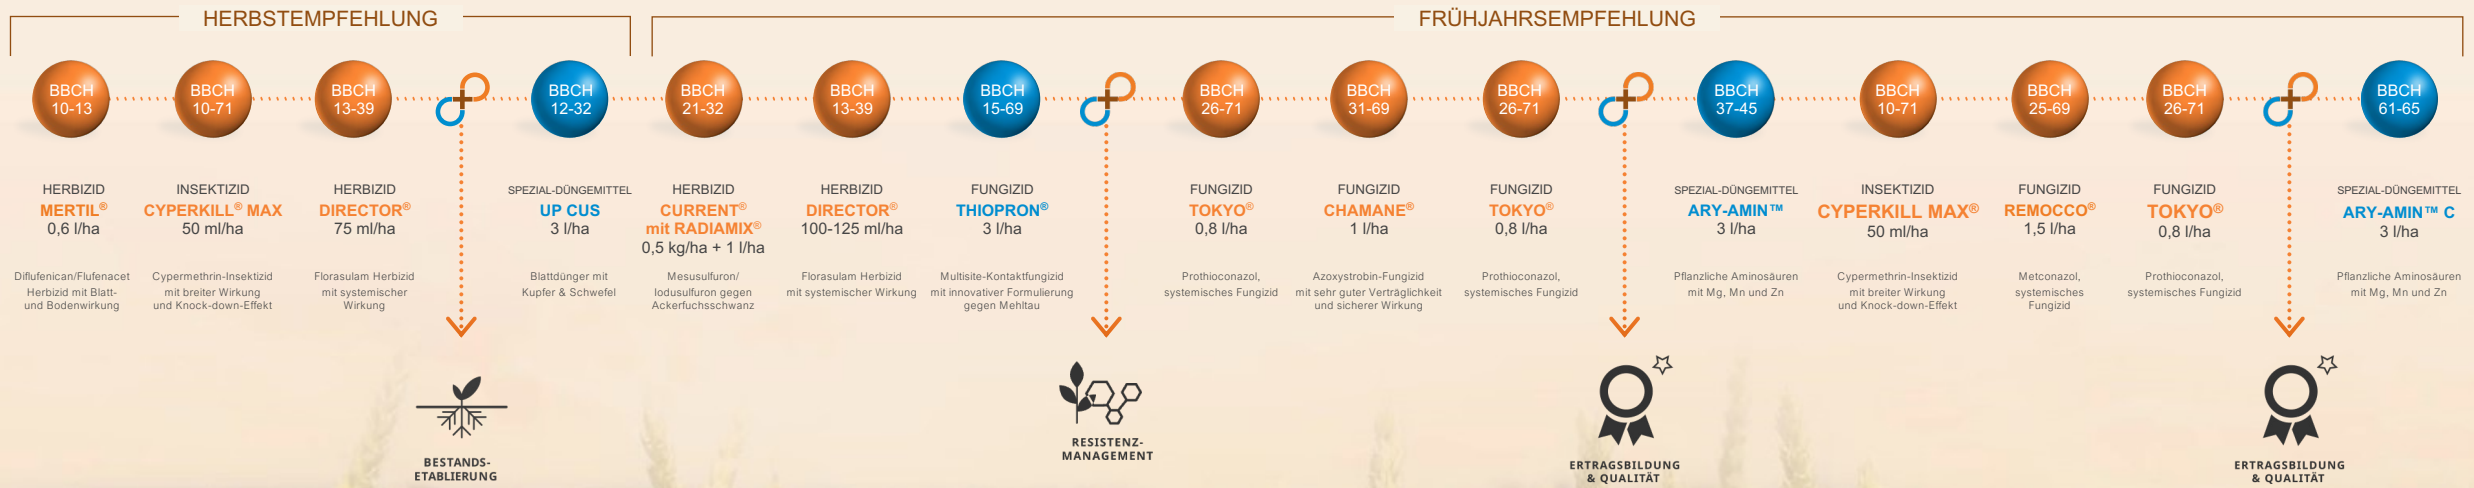 HERBSTEMPFEHLUNG
FRÜHJAHRSEMPFEHLUNG
BBCH
10-13
HERBIZID
MERTIL®
0,6 l/ha
Diflufenican/Flufenacet
Herbizid mit Blatt-
und Bodenwirkung
BBCH
10-71
INSEKTIZID
CYPERKILL® MAX
50 ml/ha
Cypermethrin-Insektizid
mit breiter Wirkung
und Knock-down-Effekt
BBCH
13-39
HERBIZID
DIRECTOR®
75 ml/ha
Florasulam Herbizid
mit systemischer
Wirkung
BESTANDS-
ETABLIERUNG
BBCH
12-32
SPEZIAL-DÜNGEMITTEL
UP CUS
3 l/ha
Blattdünger mit
Kupfer & Schwefel
BBCH
21-32
HERBIZID
CURRENT®
mit RADIAMIX®
0,5 kg/ha + 1 l/ha
Mesusulfuron/
Iodusulfuron gegen
Ackerfuchsschwanz
BBCH
13-39
HERBIZID
DIRECTOR®
100-125 ml/ha
Florasulam Herbizid
mit systemischer Wirkung
BBCH
15-69
FUNGIZID
THIOPRON®
3 l/ha
Multisite-Kontaktfungizid
mit innovativer Formulierung
gegen Mehltau
RESISTENZ-
MANAGEMENT
BBCH
26-71
FUNGIZID
TOKYO®
0,8 l/ha
Prothioconazol,
systemisches Fungizid
BBCH
31-69
FUNGIZID
CHAMANE®
1 l/ha
Azoxystrobin-Fungizid
mit sehr guter Verträglichkeit
und sicherer Wirkung
BBCH
26-71
FUNGIZID
TOKYO®
0,8 l/ha
Prothioconazol,
systemisches Fungizid
ERTRAGSBILDUNG
& QUALITÄT
BBCH
37-45
SPEZIAL-DÜNGEMITTEL
ARY-AMIN™
3 l/ha
Pflanzliche Aminosäuren
mit Mg, Mn und Zn
BBCH
10-71
INSEKTIZID
CYPERKILL MAX®
50 ml/ha
Cypermethrin-Insektizid
mit breiter Wirkung
und Knock-down-Effekt
BBCH
25-69
FUNGIZID
REMOCCO®
1,5 l/ha
Metconazol,
systemisches
Fungizid
BBCH
26-71
FUNGIZID
TOKYO®
0,8 l/ha
Prothioconazol,
systemisches Fungizid
ERTRAGSBILDUNG
& QUALITÄT
BBCH
61-65
SPEZIAL-DÜNGEMITTEL
ARY-AMIN™ C
3 l/ha
Pflanzliche Aminosäuren
mit Mg, Mn und Zn